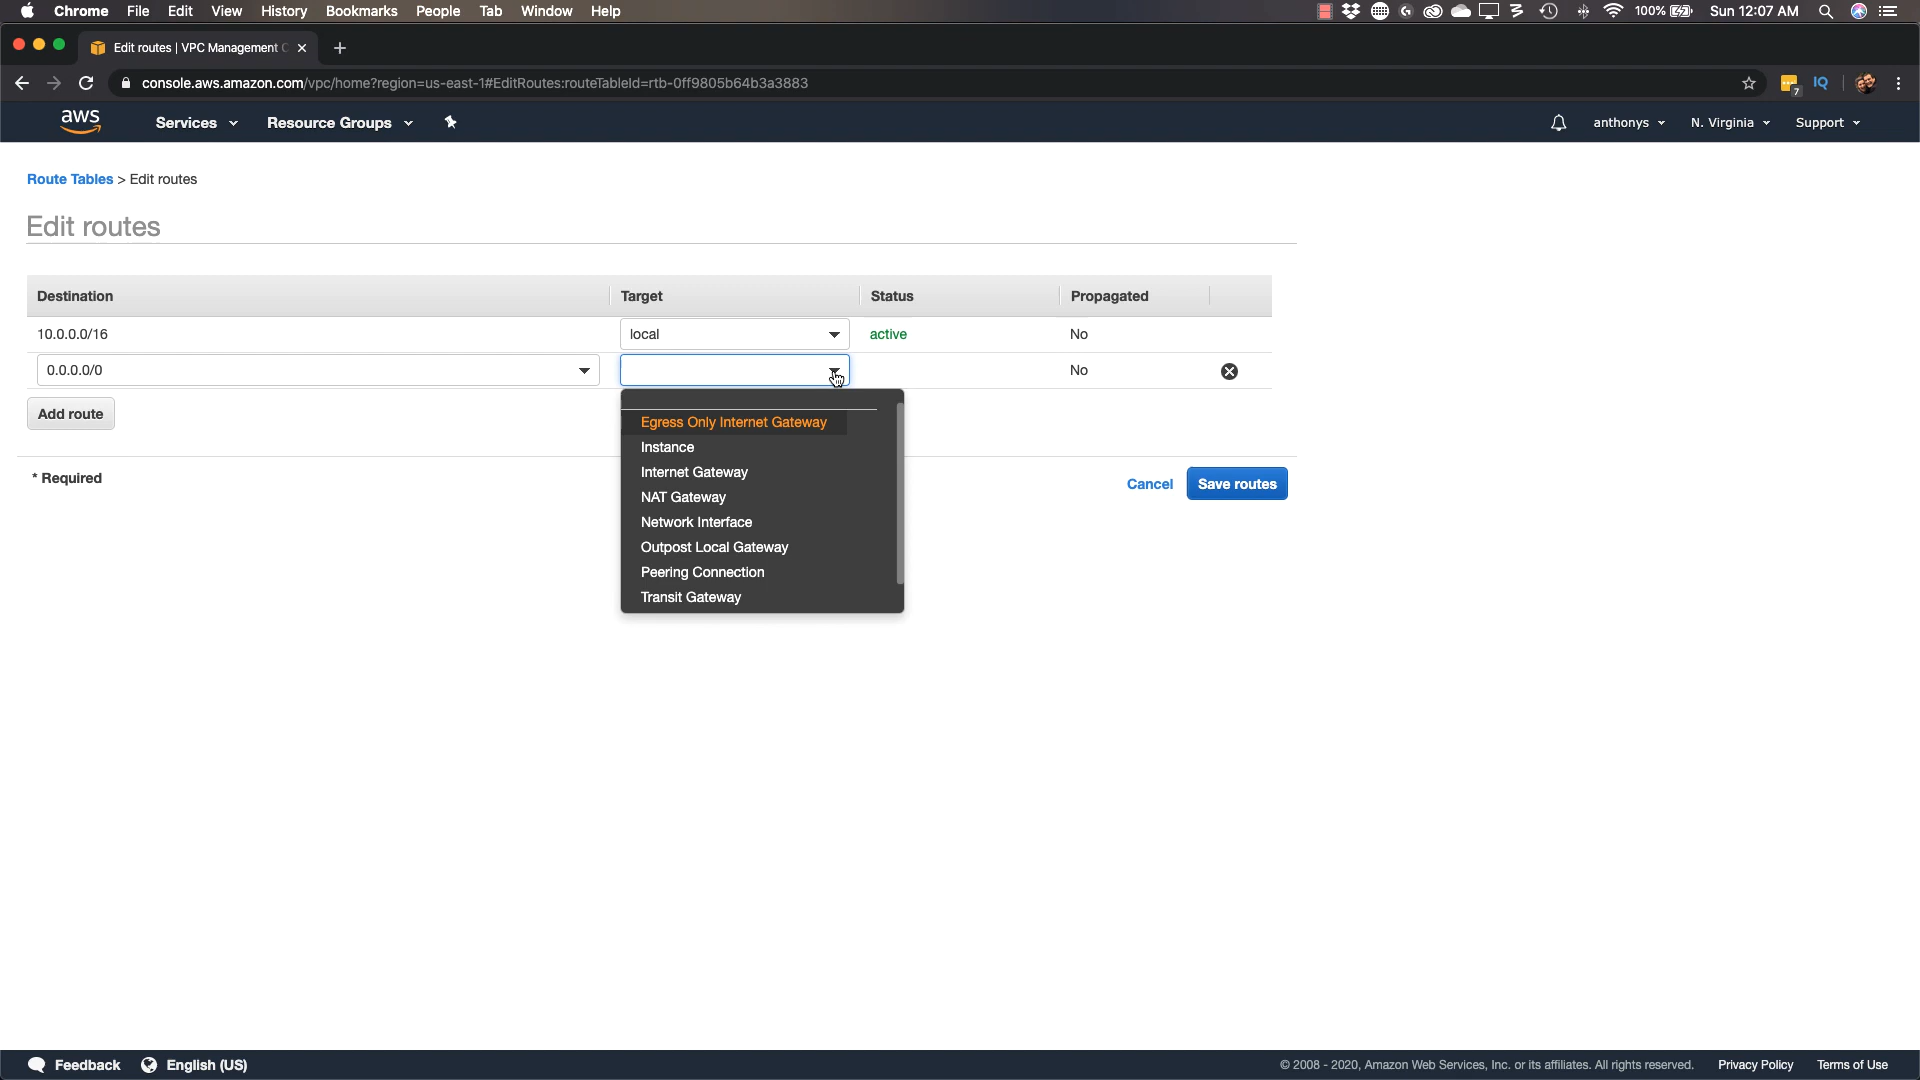 Chrome File Edit View History Bookmarks People Tab Window Help 100% Sun 12:07 AM
Edit routes | VPC Management C
console.aws.amazon.com/vpc/home?region=us-east-1#EditRoutes:routeTableId=rtb-0ff9805b64b3a3883 7 IQ
aws Services Resource Groups anthonys N. Virginia Support
Route Tables > Edit routes
Edit routes
Destination Target Status Propagated
10.0.0.0/16 local active No
0.0.0.0/0 No
Add route
Egress Only Internet Gateway
Instance
Internet Gateway
NAT Gateway
Network Interface
Outpost Local Gateway
Peering Connection
Transit Gateway
* Required
Cancel Save routes
Feedback English (US) © 2008 - 2020, Amazon Web Services, Inc. or its affiliates. All rights reserved. Privacy Policy Terms of Use